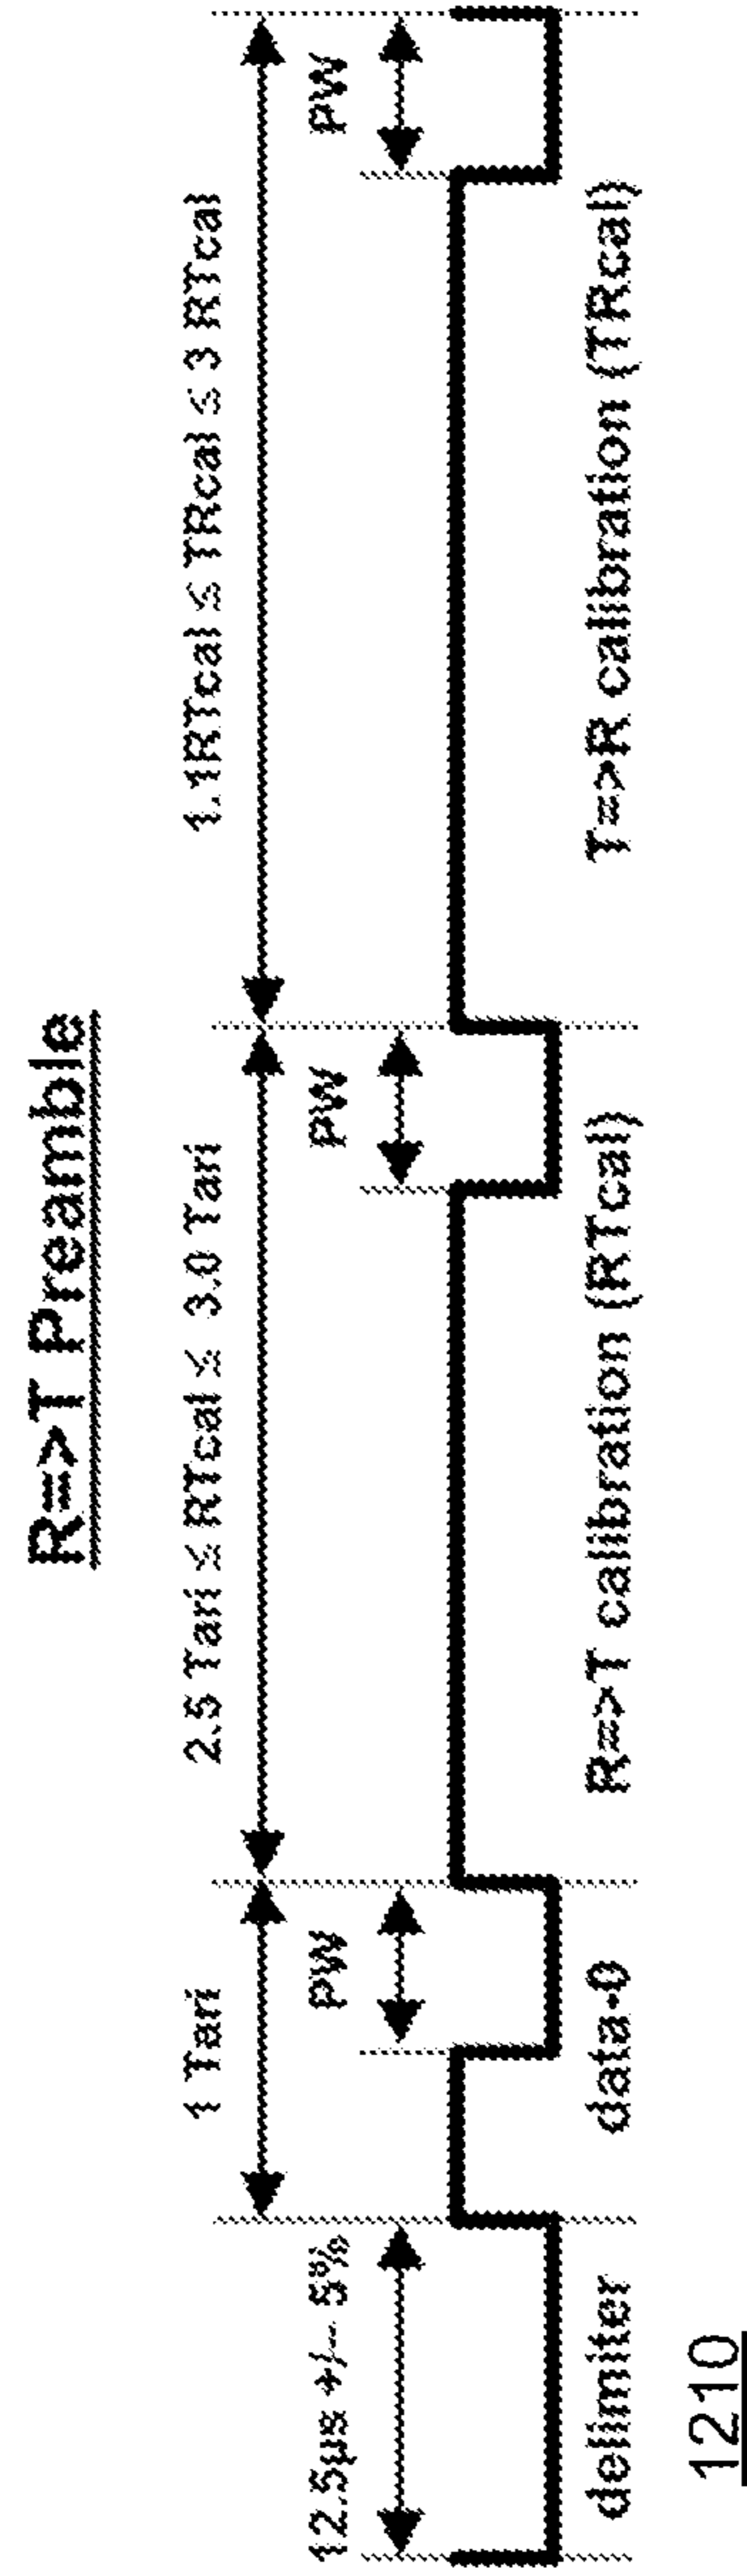 R=>T Preamble
1 Tari
2.5 Tari ≤ RTcal ≤ 3.0 Tari
1.1RTcal ≤ TRcal ≤ 3 RTcal
12.5µs +/- 5%
PW
PW
PW
delimiter
data-0
R=>T calibration (RTcal)
T=>R calibration (TRcal)
1210